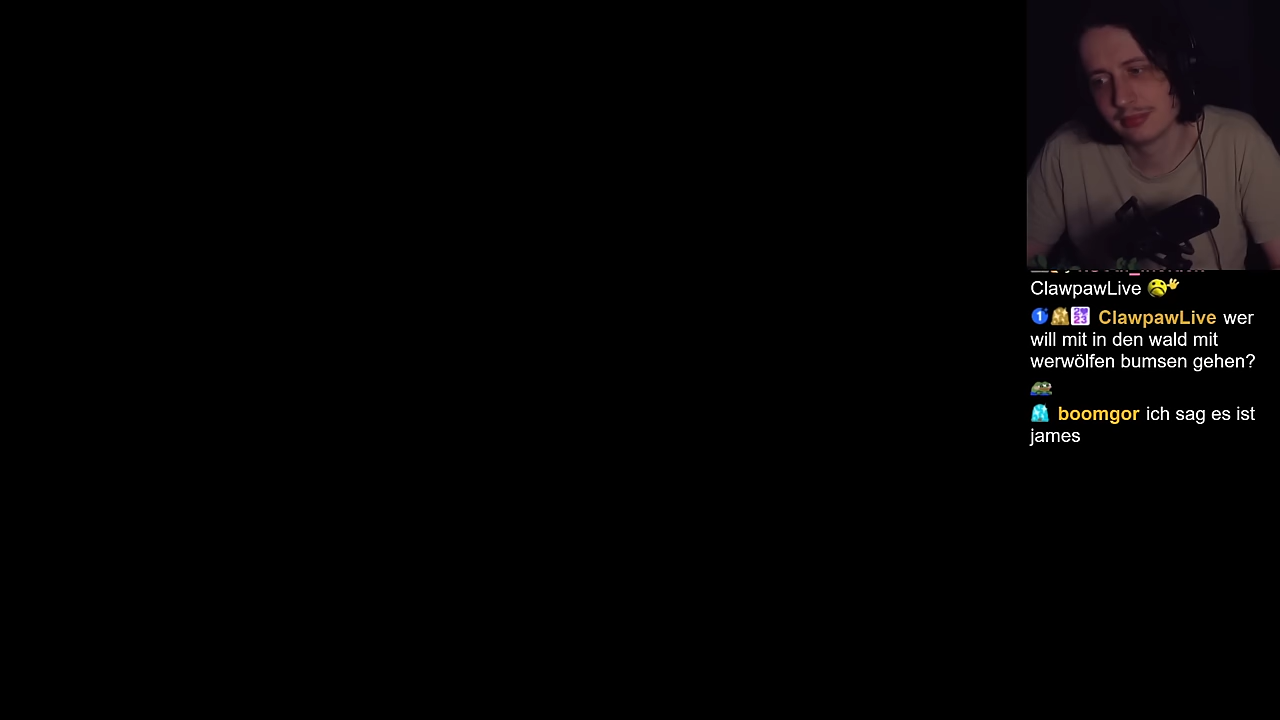 ClawpawLive
ClawpawLive wer
will mit in den wald mit
werwölfen bumsen gehen?
boomgor ich sag es ist
james